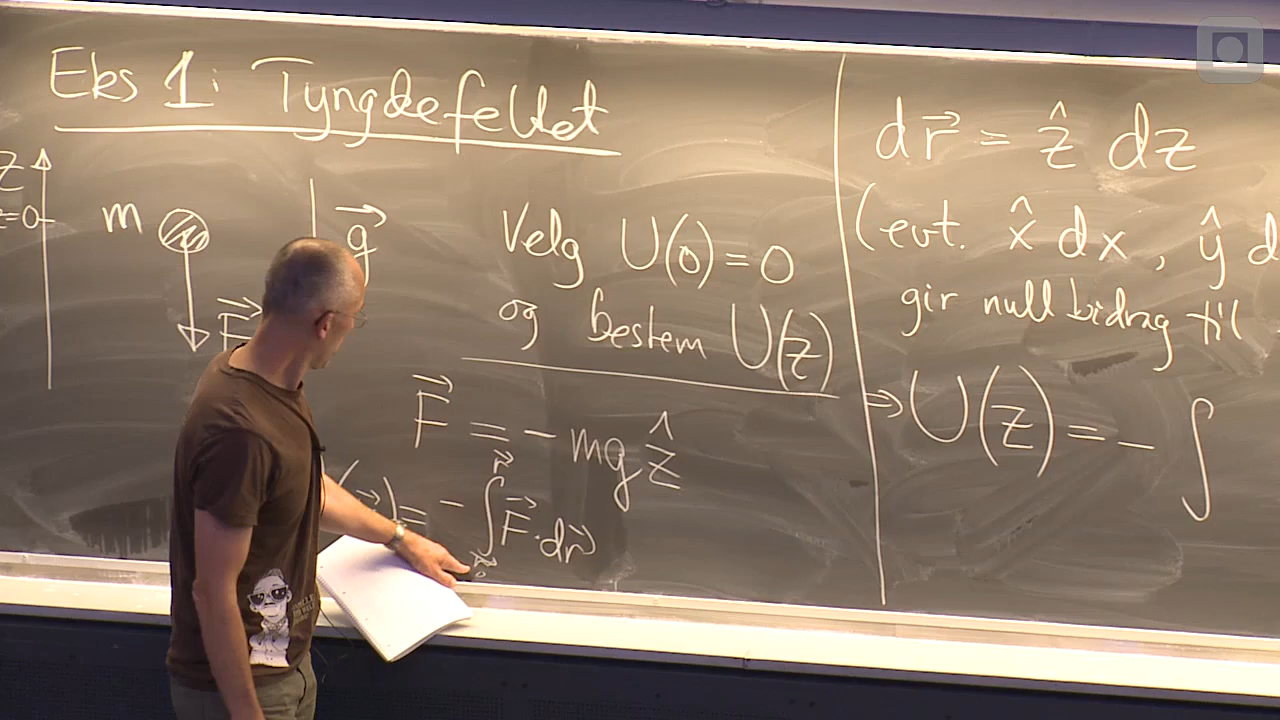 Eks 1: Tyngdefeltet
z
z=0
m
g⃗
F⃗
Velg U(0) = 0
og bestem U(z)
F⃗ = - mg ẑ
(r⃗) = - ∫_{r⃗₀}^{r⃗} F⃗ · dr⃗
dr⃗ = ẑ dz
(evt. x̂ dx, ŷ d
gir null bidrag til
⇒ U(z) = - ∫